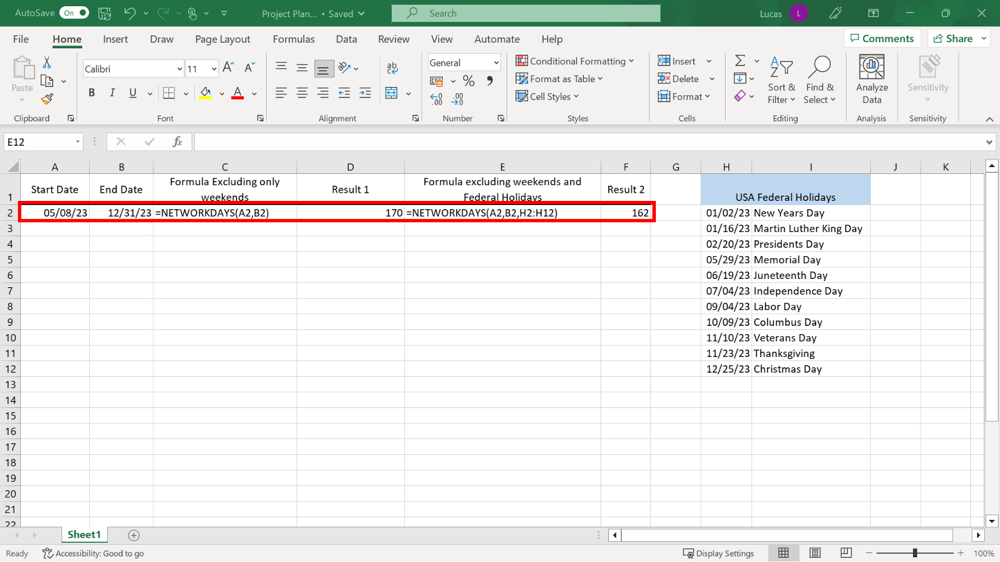 AutoSave On Project Plan... • Saved Search Lucas L
File Home Insert Draw Page Layout Formulas Data Review View Automate Help Comments Share
Paste
Clipboard
Calibri 11
B I U A
Font
ab
Alignment
General
% 9
.00 .00
Number
Conditional Formatting
Format as Table
Cell Styles
Styles
Insert
Delete
Format
Cells
Sort & Filter
Find & Select
Editing
Analyze Data
Analysis
Sensitivity
Sensitivity
E12 fx
A B C D E F G H I J K
1 Start Date End Date Formula Excluding only weekends Result 1 Formula excluding weekends and Federal Holidays Result 2 USA Federal Holidays
2 05/08/23 12/31/23 =NETWORKDAYS(A2,B2) 170 =NETWORKDAYS(A2,B2,H2:H12) 162 01/02/23 New Years Day
3 01/16/23 Martin Luther King Day
4 02/20/23 Presidents Day
5 05/29/23 Memorial Day
6 06/19/23 Juneteenth Day
7 07/04/23 Independence Day
8 09/04/23 Labor Day
9 10/09/23 Columbus Day
10 11/10/23 Veterans Day
11 11/23/23 Thanksgiving
12 12/25/23 Christmas Day
13
14
15
16
17
18
19
20
21
22
Sheet1
Ready Accessibility: Good to go Display Settings 100%